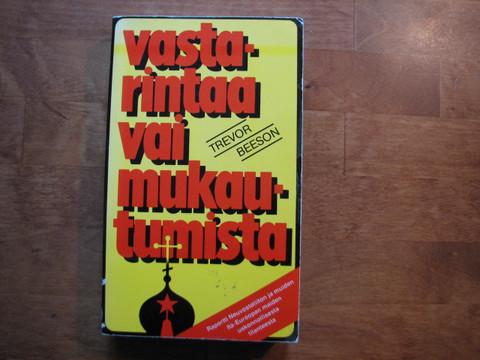 vasta-
rintaa
vai
TREVOR
BEESON
mukau-
tumista
Raportti Neuvostoliiton ja muiden
Itä-Euroopan maiden
uskonnollisesta
tilanteesta